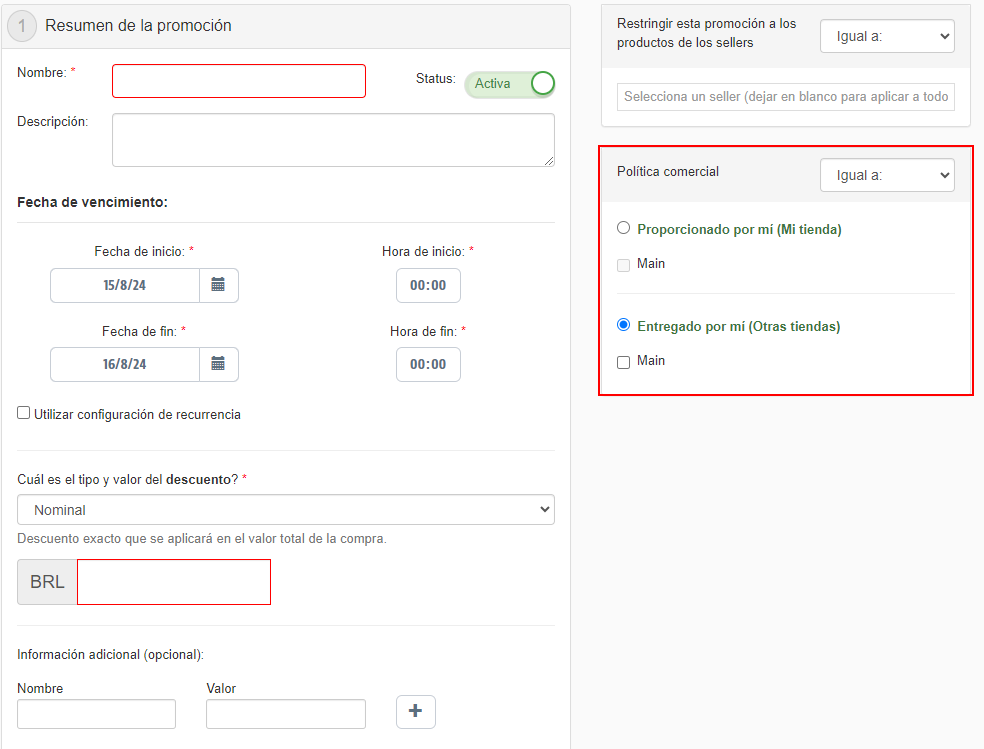 1 Resumen de la promoción
Nombre: *
Status: Activa
Descripción:
Fecha de vencimiento:
Fecha de inicio: *
Hora de inicio: *
15/8/24
00:00
Fecha de fin: *
Hora de fin: *
16/8/24
00:00
Utilizar configuración de recurrencia
Cuál es el tipo y valor del descuento? *
Nominal
Descuento exacto que se aplicará en el valor total de la compra.
BRL
Información adicional (opcional):
Nombre
Valor
+
Restringir esta promoción a los
productos de los sellers
Igual a:
Selecciona un seller (dejar en blanco para aplicar a todo
Política comercial
Igual a:
Proporcionado por mí (Mi tienda)
Main
Entregado por mí (Otras tiendas)
Main